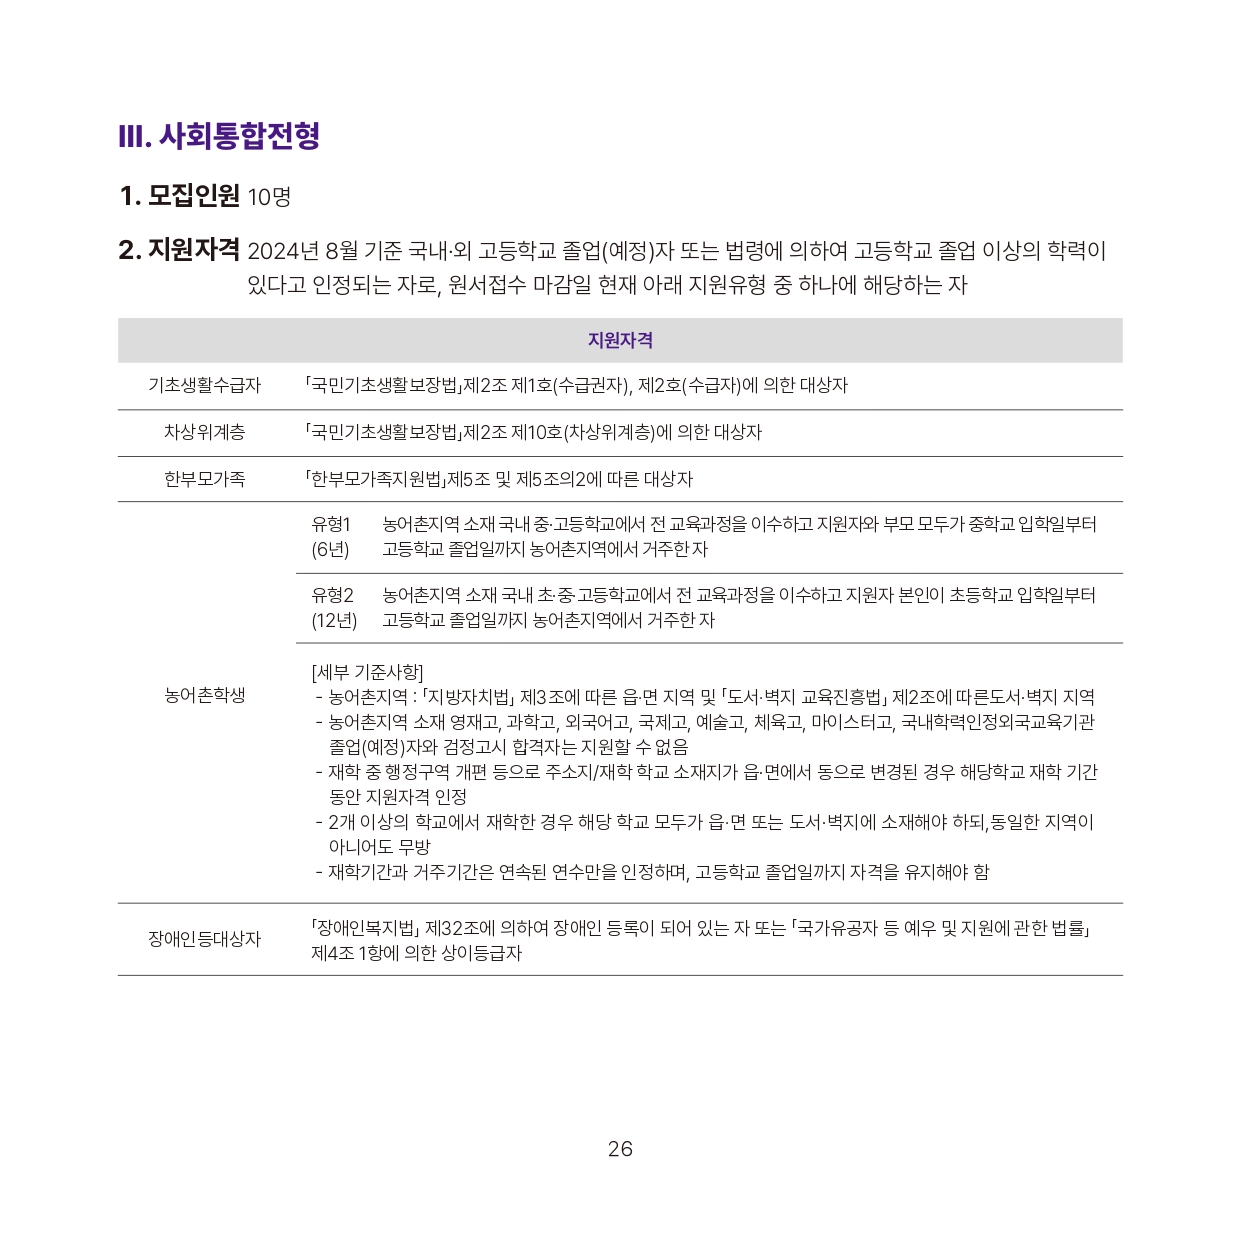 III. 사회통합전형
1. 모집인원 10명
2. 지원자격 2024년 8월 기준 국내·외 고등학교 졸업(예정)자 또는 법령에 의하여 고등학교 졸업 이상의 학력이
있다고 인정되는 자로, 원서접수 마감일 현재 아래 지원유형 중 하나에 해당하는 자
지원자격
기초생활수급자 「국민기초생활보장법」제2조 제1호(수급권자), 제2호(수급자)에 의한 대상자
차상위계층 「국민기초생활보장법」제2조 제10호(차상위계층)에 의한 대상자
한부모가족 「한부모가족지원법」제5조 및 제5조의2에 따른 대상자
농어촌학생
유형1 농어촌지역 소재 국내 중·고등학교에서 전 교육과정을 이수하고 지원자와 부모 모두가 중학교 입학일부터
(6년) 고등학교 졸업일까지 농어촌지역에서 거주한 자
유형2 농어촌지역 소재 국내 초·중·고등학교에서 전 교육과정을 이수하고 지원자 본인이 초등학교 입학일부터
(12년) 고등학교 졸업일까지 농어촌지역에서 거주한 자
[세부 기준사항]
- 농어촌지역 : 「지방자치법」 제3조에 따른 읍·면 지역 및 「도서·벽지 교육진흥법」 제2조에 따른도서·벽지 지역
- 농어촌지역 소재 영재고, 과학고, 외국어고, 국제고, 예술고, 체육고, 마이스터고, 국내학력인정외국교육기관
졸업(예정)자와 검정고시 합격자는 지원할 수 없음
- 재학 중 행정구역 개편 등으로 주소지/재학 학교 소재지가 읍·면에서 동으로 변경된 경우 해당학교 재학 기간
동안 지원자격 인정
- 2개 이상의 학교에서 재학한 경우 해당 학교 모두가 읍·면 또는 도서·벽지에 소재해야 하되,동일한 지역이
아니어도 무방
- 재학기간과 거주기간은 연속된 연수만을 인정하며, 고등학교 졸업일까지 자격을 유지해야 함
장애인등대상자 「장애인복지법」 제32조에 의하여 장애인 등록이 되어 있는 자 또는 「국가유공자 등 예우 및 지원에 관한 법률」
제4조 1항에 의한 상이등급자
26